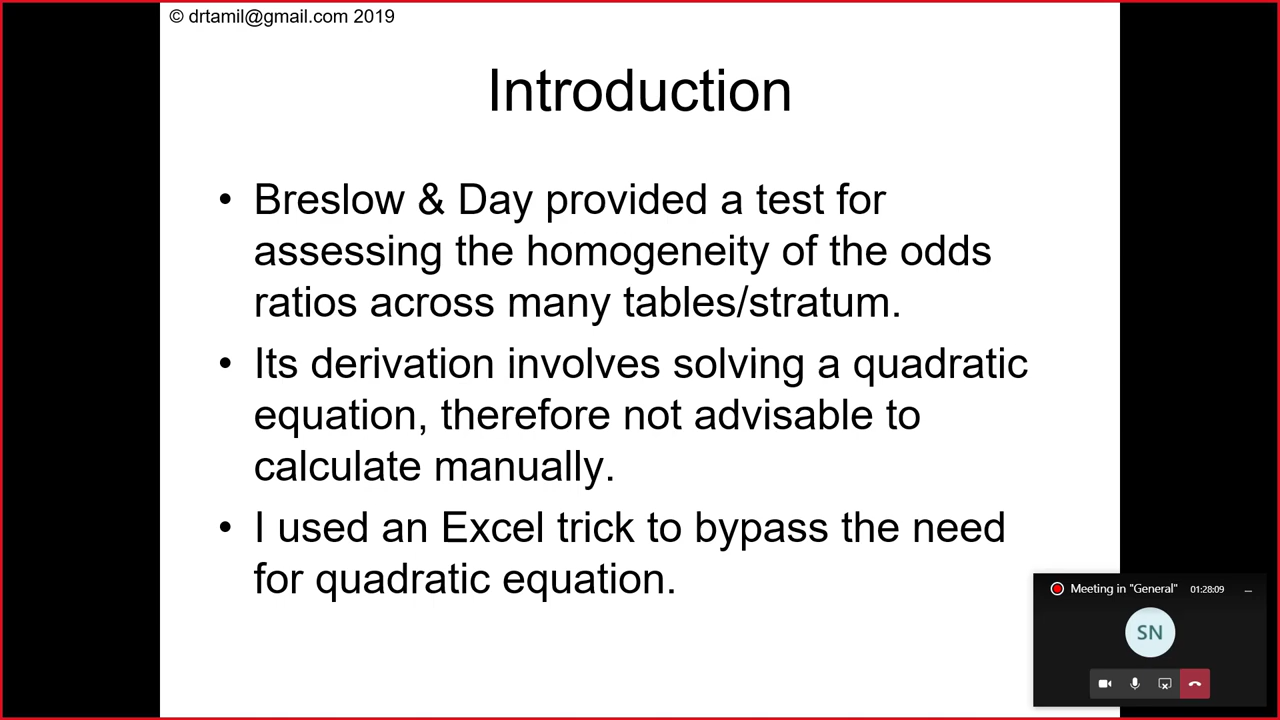 © drtamil@gmail.com 2019
Introduction
• Breslow & Day provided a test for
assessing the homogeneity of the odds
ratios across many tables/stratum.
• Its derivation involves solving a quadratic
equation, therefore not advisable to
calculate manually.
• I used an Excel trick to bypass the need
for quadratic equation.
Meeting in "General" 01:28:09
SN